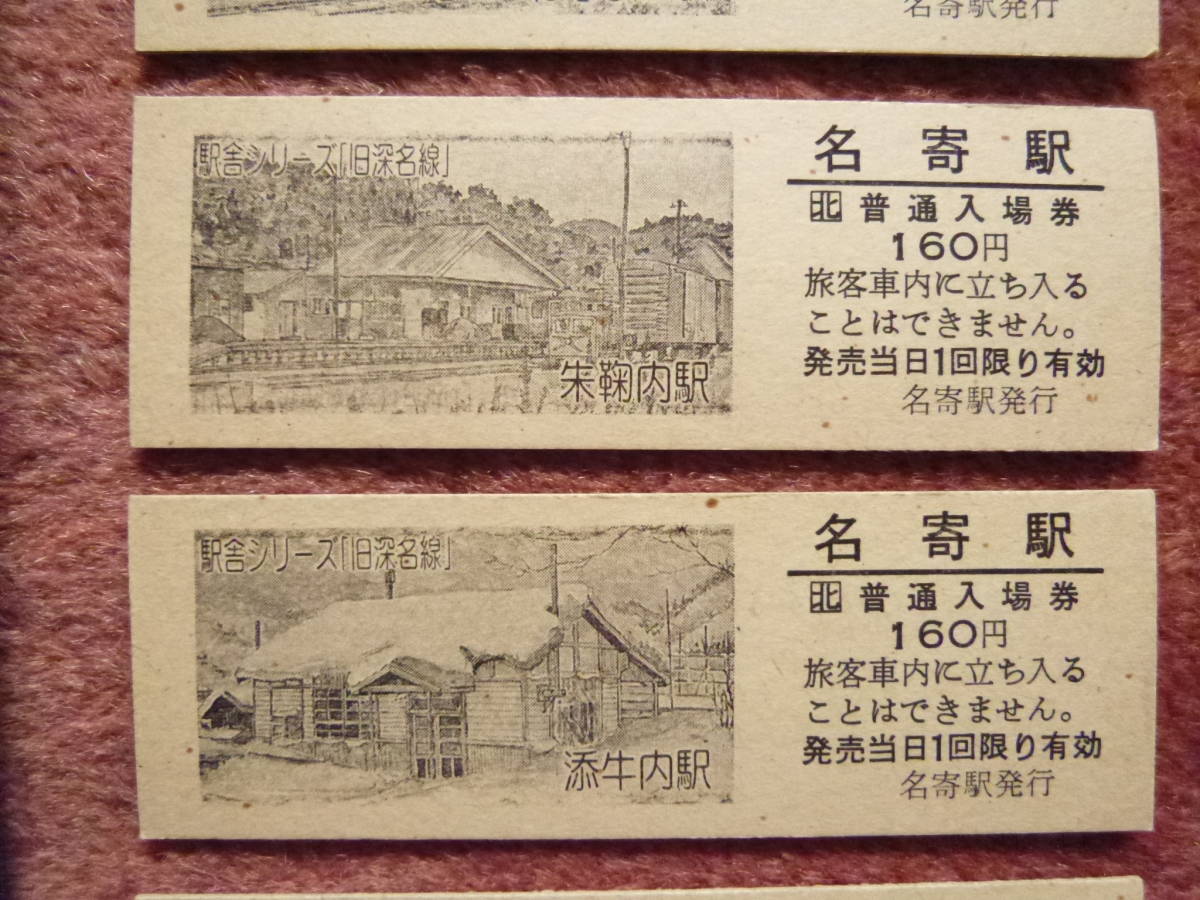 名寄駅発行
駅舎シリーズ「旧深名線」
朱鞠内駅
名寄駅
北 普通入場券
160円
旅客車内に立ち入る
ことはできません。
発売当日1回限り有効
名寄駅発行
駅舎シリーズ「旧深名線」
添牛内駅
名寄駅
北 普通入場券
160円
旅客車内に立ち入る
ことはできません。
発売当日1回限り有効
名寄駅発行